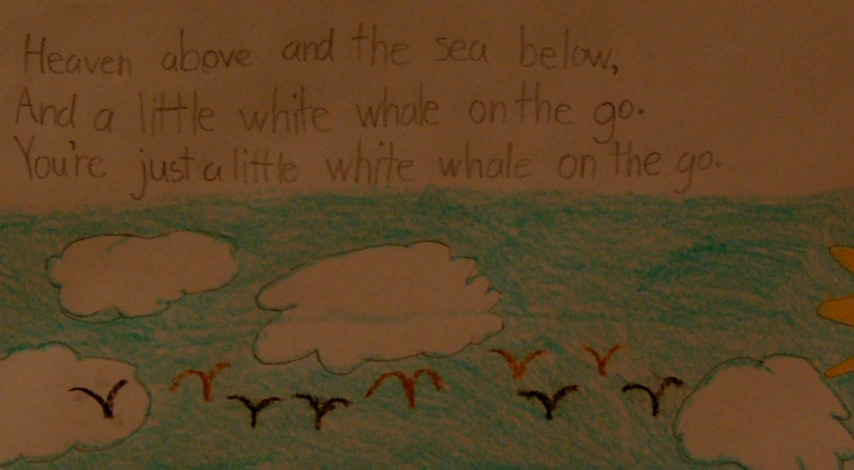 Heaven above and the sea below,
And a little white whale on the go.
You're just a little white whale on the go.